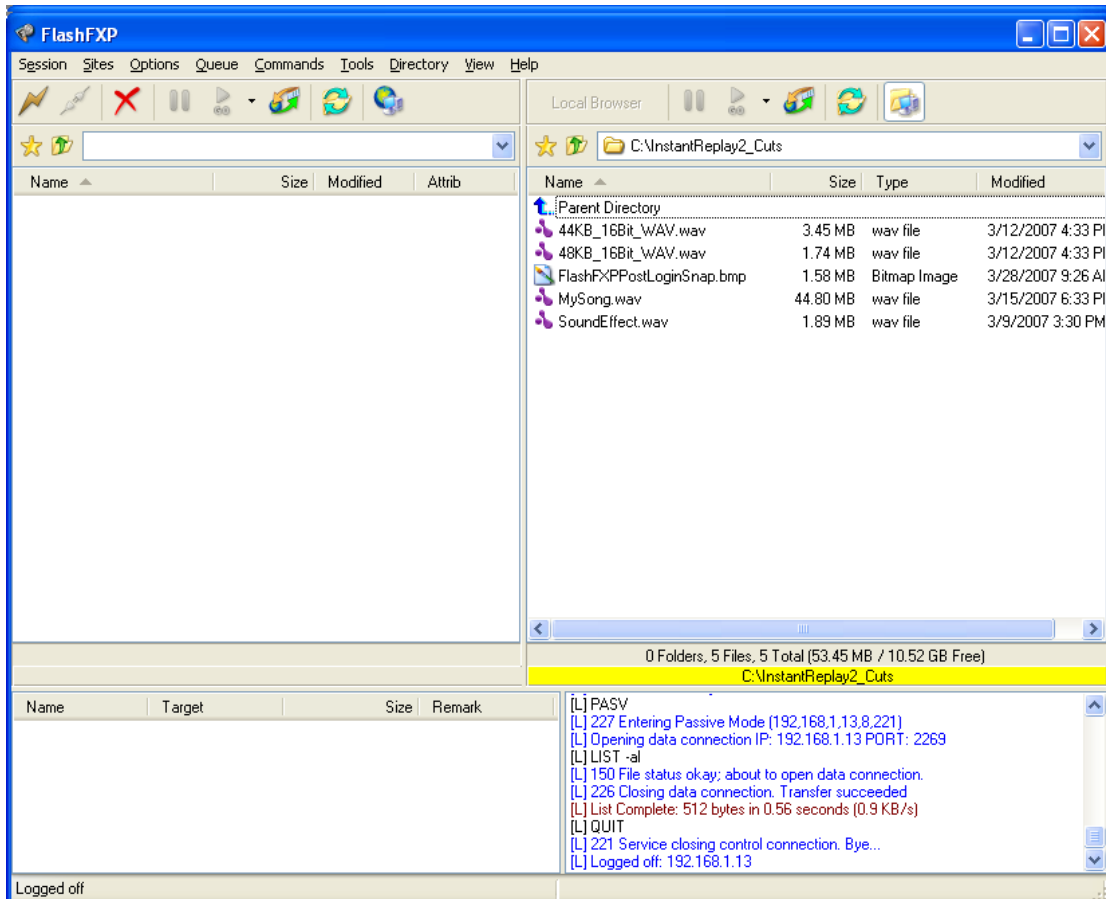 FlashFXP
Session Sites Options Queue Commands Tools Directory View Help
Local Browser
C:\InstantReplay2_Cuts
Name Size Modified Attrib
Name Size Type Modified
Parent Directory
44KB_16Bit_WAV.wav 3.45 MB wav file 3/12/2007 4:33 PI
48KB_16Bit_WAV.wav 1.74 MB wav file 3/12/2007 4:33 PI
FlashFXPPostLoginSnap.bmp 1.58 MB Bitmap Image 3/28/2007 9:26 AI
MySong.wav 44.80 MB wav file 3/15/2007 6:33 PI
SoundEffect.wav 1.89 MB wav file 3/9/2007 3:30 PM
0 Folders, 5 Files, 5 Total (53.45 MB / 10.52 GB Free)
C:\InstantReplay2_Cuts
Name Target Size Remark
[L] PASV
[L] 227 Entering Passive Mode (192,168,1,13,8,221)
[L] Opening data connection IP: 192.168.1.13 PORT: 2269
[L] LIST -al
[L] 150 File status okay; about to open data connection.
[L] 226 Closing data connection. Transfer succeeded
[L] List Complete: 512 bytes in 0.56 seconds (0.9 KB/s)
[L] QUIT
[L] 221 Service closing control connection. Bye...
[L] Logged off: 192.168.1.13
Logged off